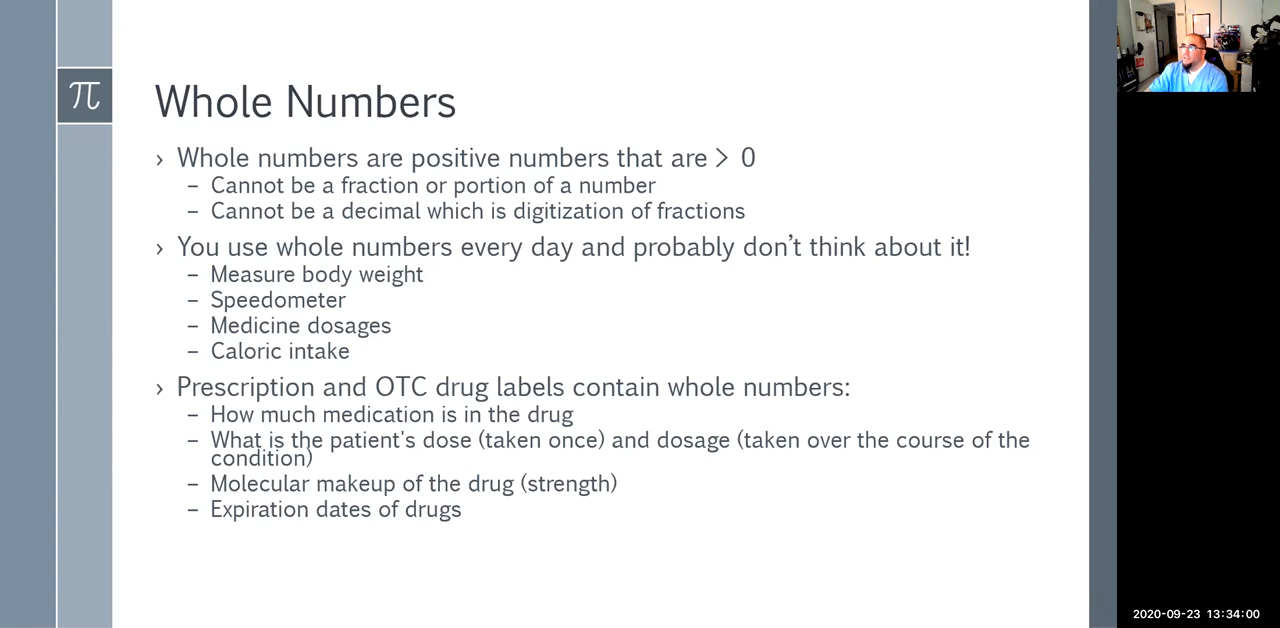 π
Whole Numbers
› Whole numbers are positive numbers that are > 0
– Cannot be a fraction or portion of a number
– Cannot be a decimal which is digitization of fractions
› You use whole numbers every day and probably don’t think about it!
– Measure body weight
– Speedometer
– Medicine dosages
– Caloric intake
› Prescription and OTC drug labels contain whole numbers:
– How much medication is in the drug
– What is the patient's dose (taken once) and dosage (taken over the course of the
condition)
– Molecular makeup of the drug (strength)
– Expiration dates of drugs
2020-09-23 13:34:00